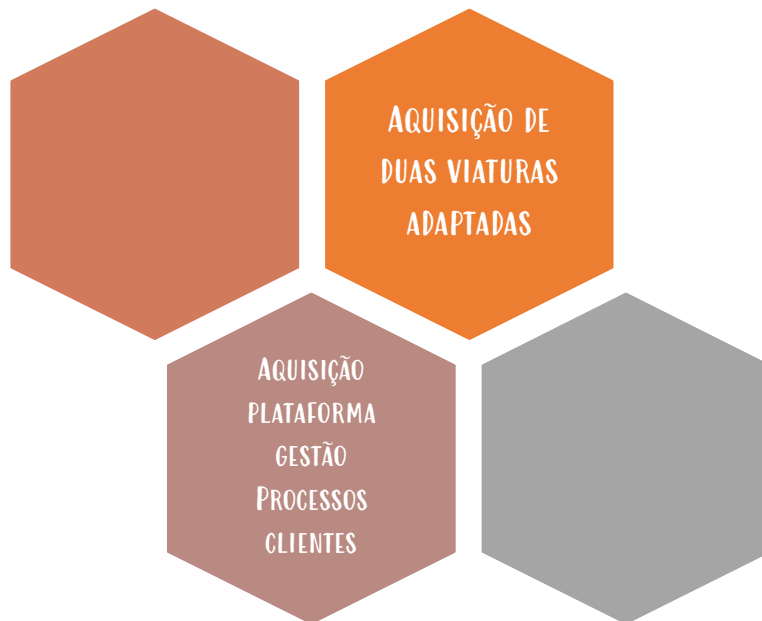 Aquisição de
duas viaturas
adaptadas
Aquisição
plataforma
gestão
Processos
clientes